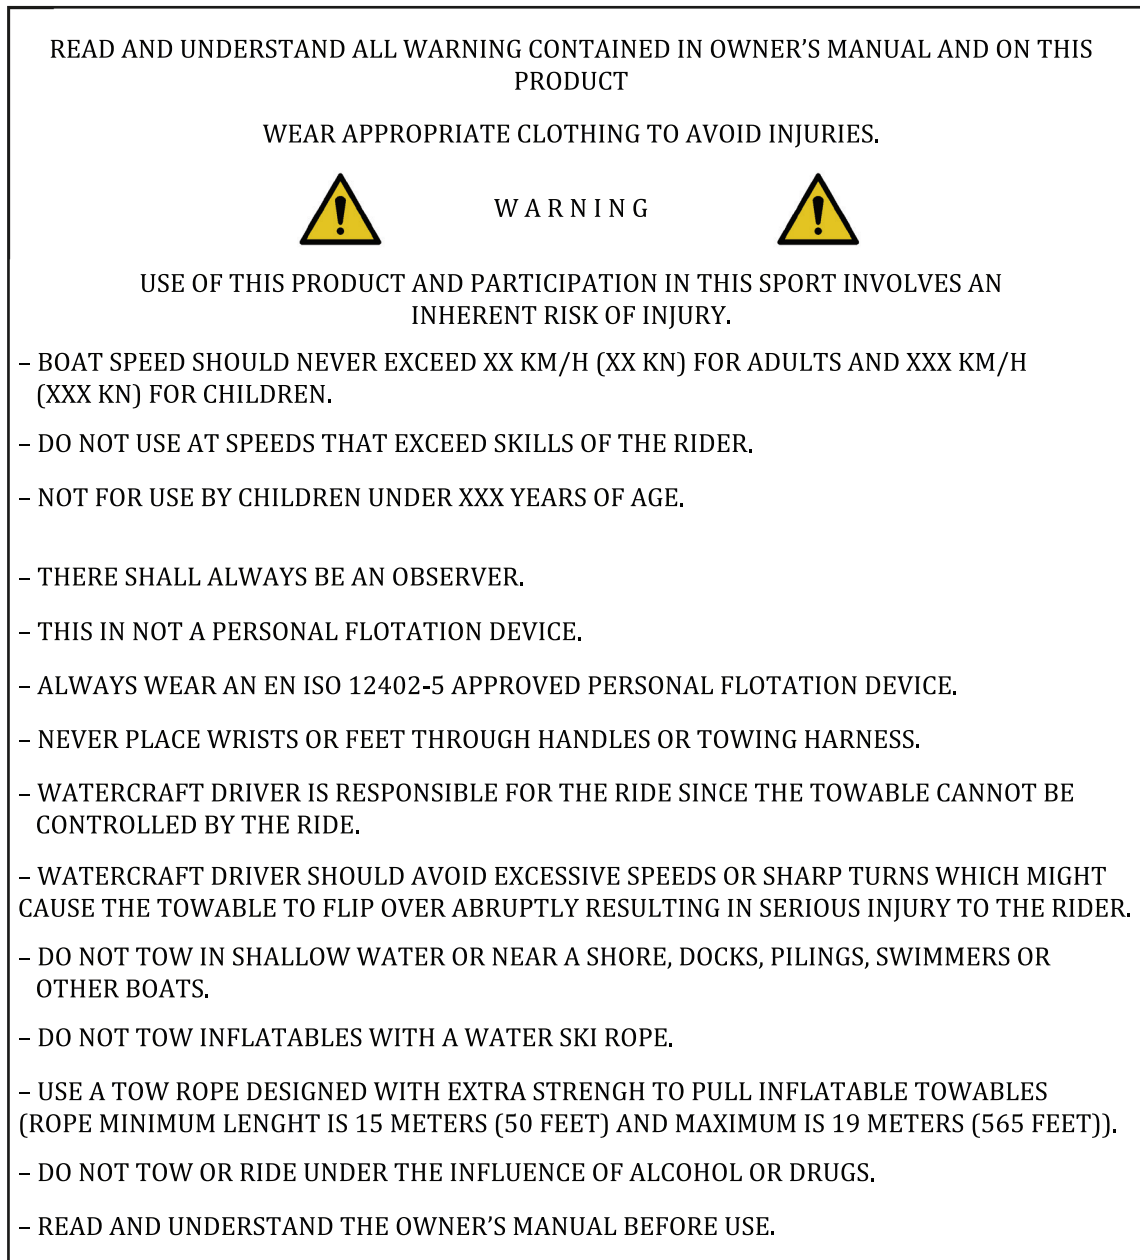 READ AND UNDERSTAND ALL WARNING CONTAINED IN OWNER’S MANUAL AND ON THIS
PRODUCT
WEAR APPROPRIATE CLOTHING TO AVOID INJURIES.
W A R N I N G
USE OF THIS PRODUCT AND PARTICIPATION IN THIS SPORT INVOLVES AN
INHERENT RISK OF INJURY.
– BOAT SPEED SHOULD NEVER EXCEED XX KM/H (XX KN) FOR ADULTS AND XXX KM/H
(XXX KN) FOR CHILDREN.
– DO NOT USE AT SPEEDS THAT EXCEED SKILLS OF THE RIDER.
– NOT FOR USE BY CHILDREN UNDER XXX YEARS OF AGE.
– THERE SHALL ALWAYS BE AN OBSERVER.
– THIS IN NOT A PERSONAL FLOTATION DEVICE.
– ALWAYS WEAR AN EN ISO 12402-5 APPROVED PERSONAL FLOTATION DEVICE.
– NEVER PLACE WRISTS OR FEET THROUGH HANDLES OR TOWING HARNESS.
– WATERCRAFT DRIVER IS RESPONSIBLE FOR THE RIDE SINCE THE TOWABLE CANNOT BE
CONTROLLED BY THE RIDE.
– WATERCRAFT DRIVER SHOULD AVOID EXCESSIVE SPEEDS OR SHARP TURNS WHICH MIGHT
CAUSE THE TOWABLE TO FLIP OVER ABRUPTLY RESULTING IN SERIOUS INJURY TO THE RIDER.
– DO NOT TOW IN SHALLOW WATER OR NEAR A SHORE, DOCKS, PILINGS, SWIMMERS OR
OTHER BOATS.
– DO NOT TOW INFLATABLES WITH A WATER SKI ROPE.
– USE A TOW ROPE DESIGNED WITH EXTRA STRENGH TO PULL INFLATABLE TOWABLES
(ROPE MINIMUM LENGHT IS 15 METERS (50 FEET) AND MAXIMUM IS 19 METERS (565 FEET)).
– DO NOT TOW OR RIDE UNDER THE INFLUENCE OF ALCOHOL OR DRUGS.
– READ AND UNDERSTAND THE OWNER’S MANUAL BEFORE USE.